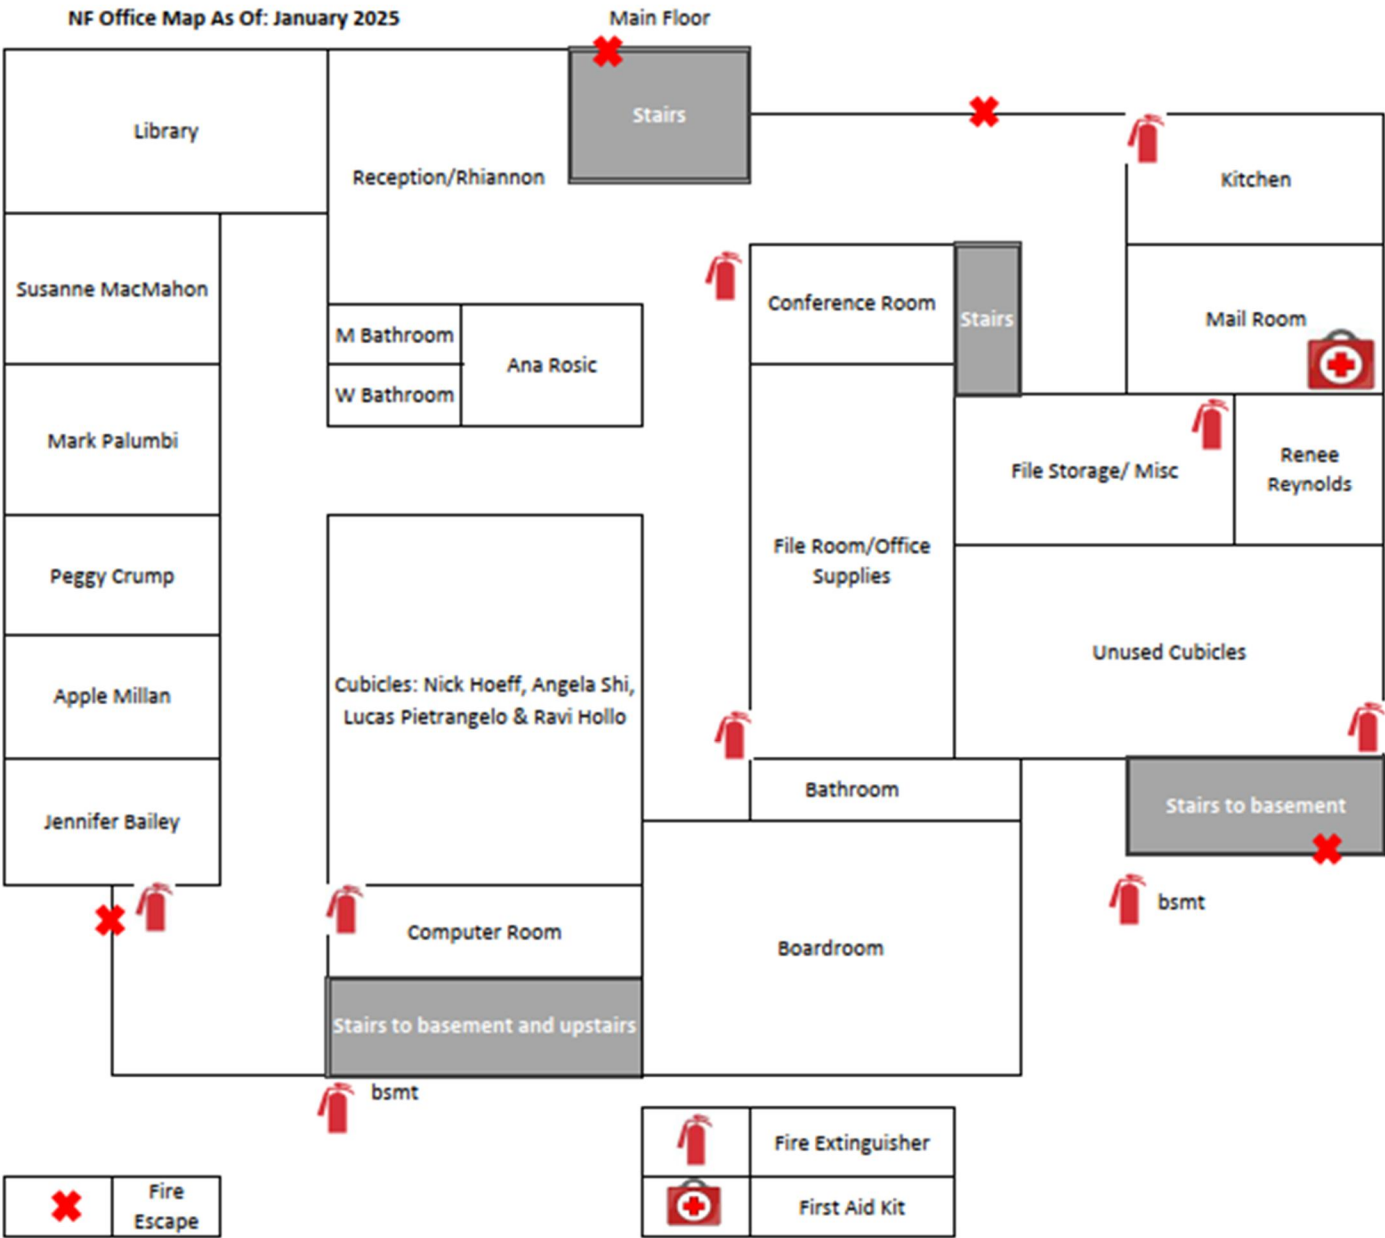 NF Office Map As Of: January 2025
Main Floor
Library
Reception/Rhiannon
Stairs
Kitchen
Susanne MacMahon
M Bathroom
W Bathroom
Ana Rosic
Conference Room
Stairs
Mail Room
Mark Palumbi
File Storage/ Misc
Renee
Reynolds
Peggy Crump
File Room/Office
Supplies
Apple Millan
Cubicles: Nick Hoeff, Angela Shi,
Lucas Pietrangelo & Ravi Hollo
Unused Cubicles
Jennifer Bailey
Bathroom
Stairs to basement
bsmt
Computer Room
Boardroom
Stairs to basement and upstairs
bsmt
Fire Extinguisher
First Aid Kit
Fire
Escape